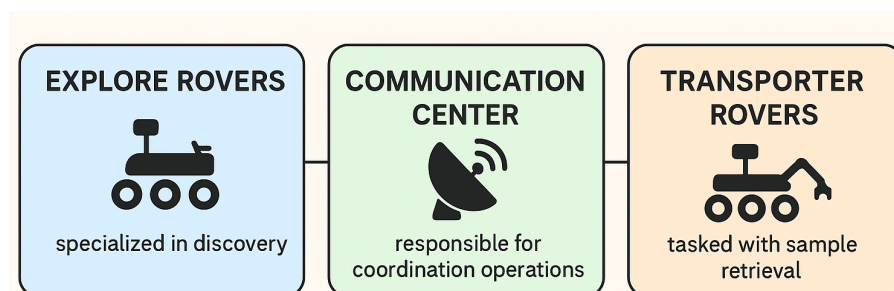 EXPLORE ROVERS
specialized in discovery
COMMUNICATION
CENTER
responsible for
coordination operations
TRANSPORTER
ROVERS
tasked with sample
retrieval